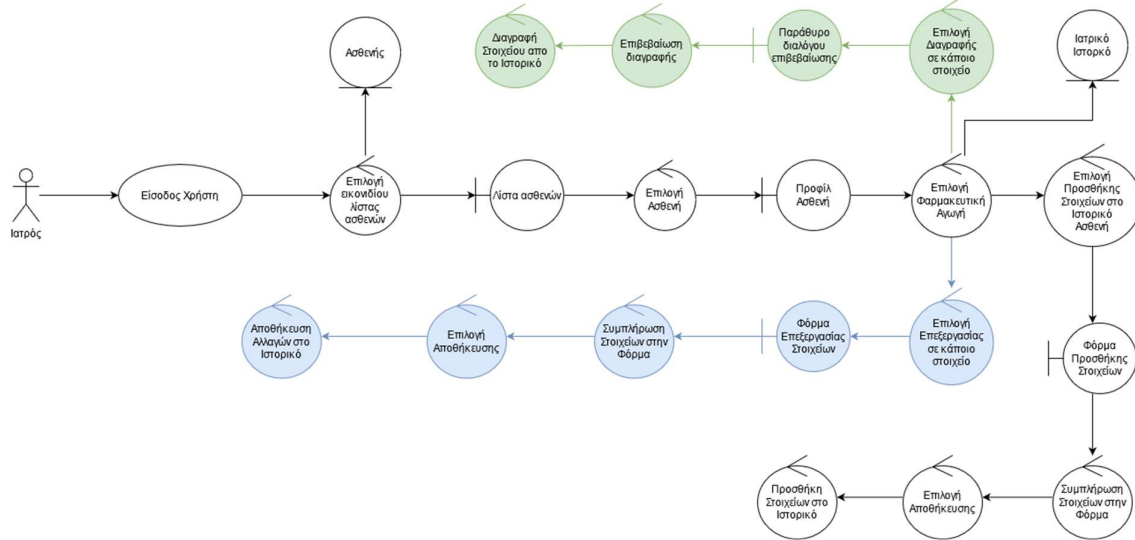 Διαγραφή
Στοιχείου απο
το Ιστορικό
Επιβεβαίωση
διαγραφής
Παράθυρο
διαλόγου
επιβεβαίωσης
Επιλογή
Διαγραφής
σε κάποιο
στοιχείο
Ασθενής
Ιατρικό
Ιστορκό
Ιατρός
Είσοδος Χρήστη
Επιλογή
εικονιδίου
λίστας
ασθενών
Λίστα ασθενών
Επιλογή
Ασθενή
Προφίλ
Ασθενή
Επιλογή
Φαρμακευτική
Αγωγή
Επιλογή
Προσθήκης
Στοιχείων στο
Ιστορικό
Ασθενή
Αποθήκευση
Αλλαγών στο
Ιστορικό
Επιλογή
Αποθήκευσης
Συμπλήρωση
Στοιχείων στην
Φόρμα
Φόρμα
Επεξεργασίας
Στοιχείων
Επιλογή
Επεξεργασίας
σε κάποιο
στοιχείο
Φόρμα
Προσθήκης
Στοιχείων
Προσθήκη
Στοιχείων στο
Ιστορικό
Επιλογή
Αποθήκευσης
Συμπλήρωση
Στοιχείων στην
Φόρμα